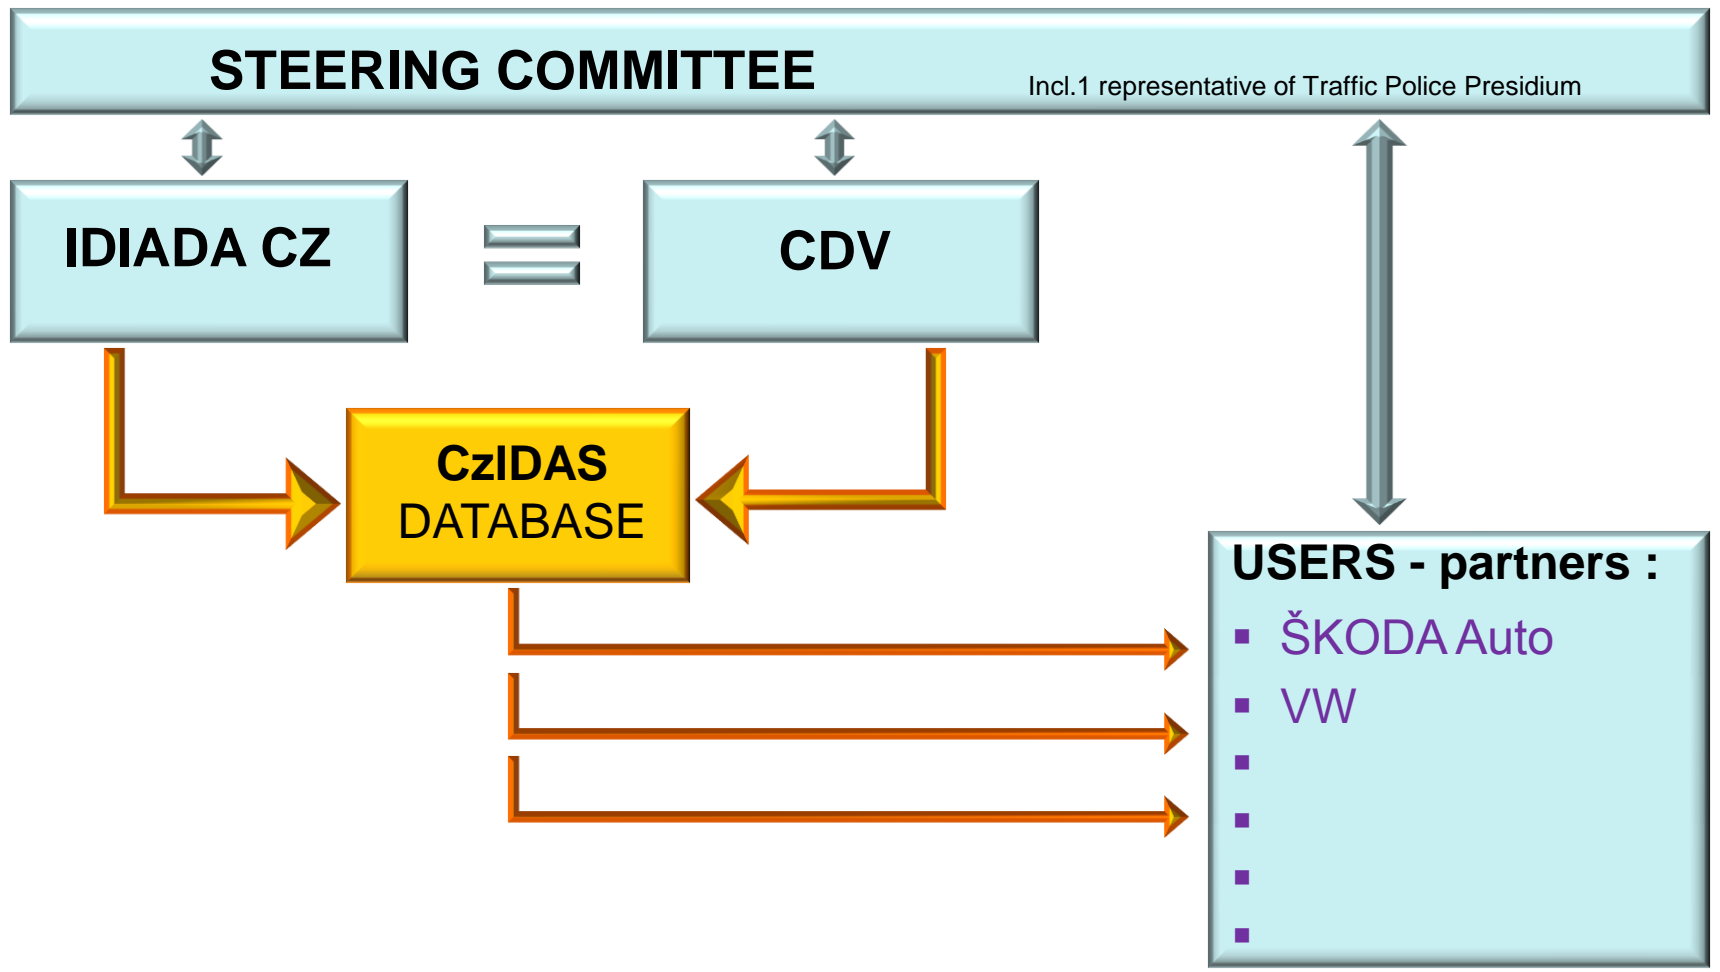 STEERING COMMITTEE Incl.1 representative of Traffic Police Presidium
IDIADA CZ
CDV
CzIDAS
DATABASE
USERS - partners :
▪ ŠKODA Auto
▪ VW
▪
▪
▪
▪